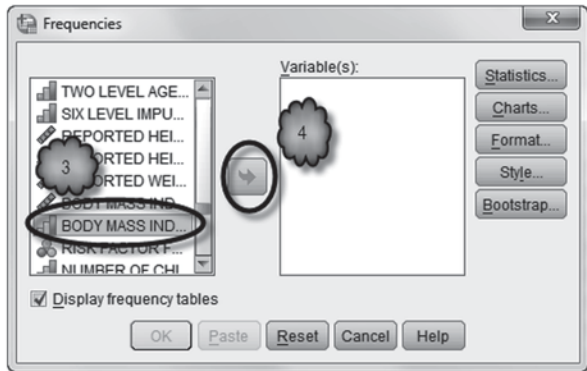 Frequencies
Variable(s):
TWO LEVEL AGE...
SIX LEVEL IMPU...
REPORTED HEI...
ORTED HEI...
ORTED WEI...
BODY MASS IND...
BODY MASS IND...
RISK FACTOR F...
NUMBER OF CHI...
3
4
Statistics...
Charts...
Format...
Style...
Bootstrap...
Display frequency tables
OK
Paste
Reset
Cancel
Help